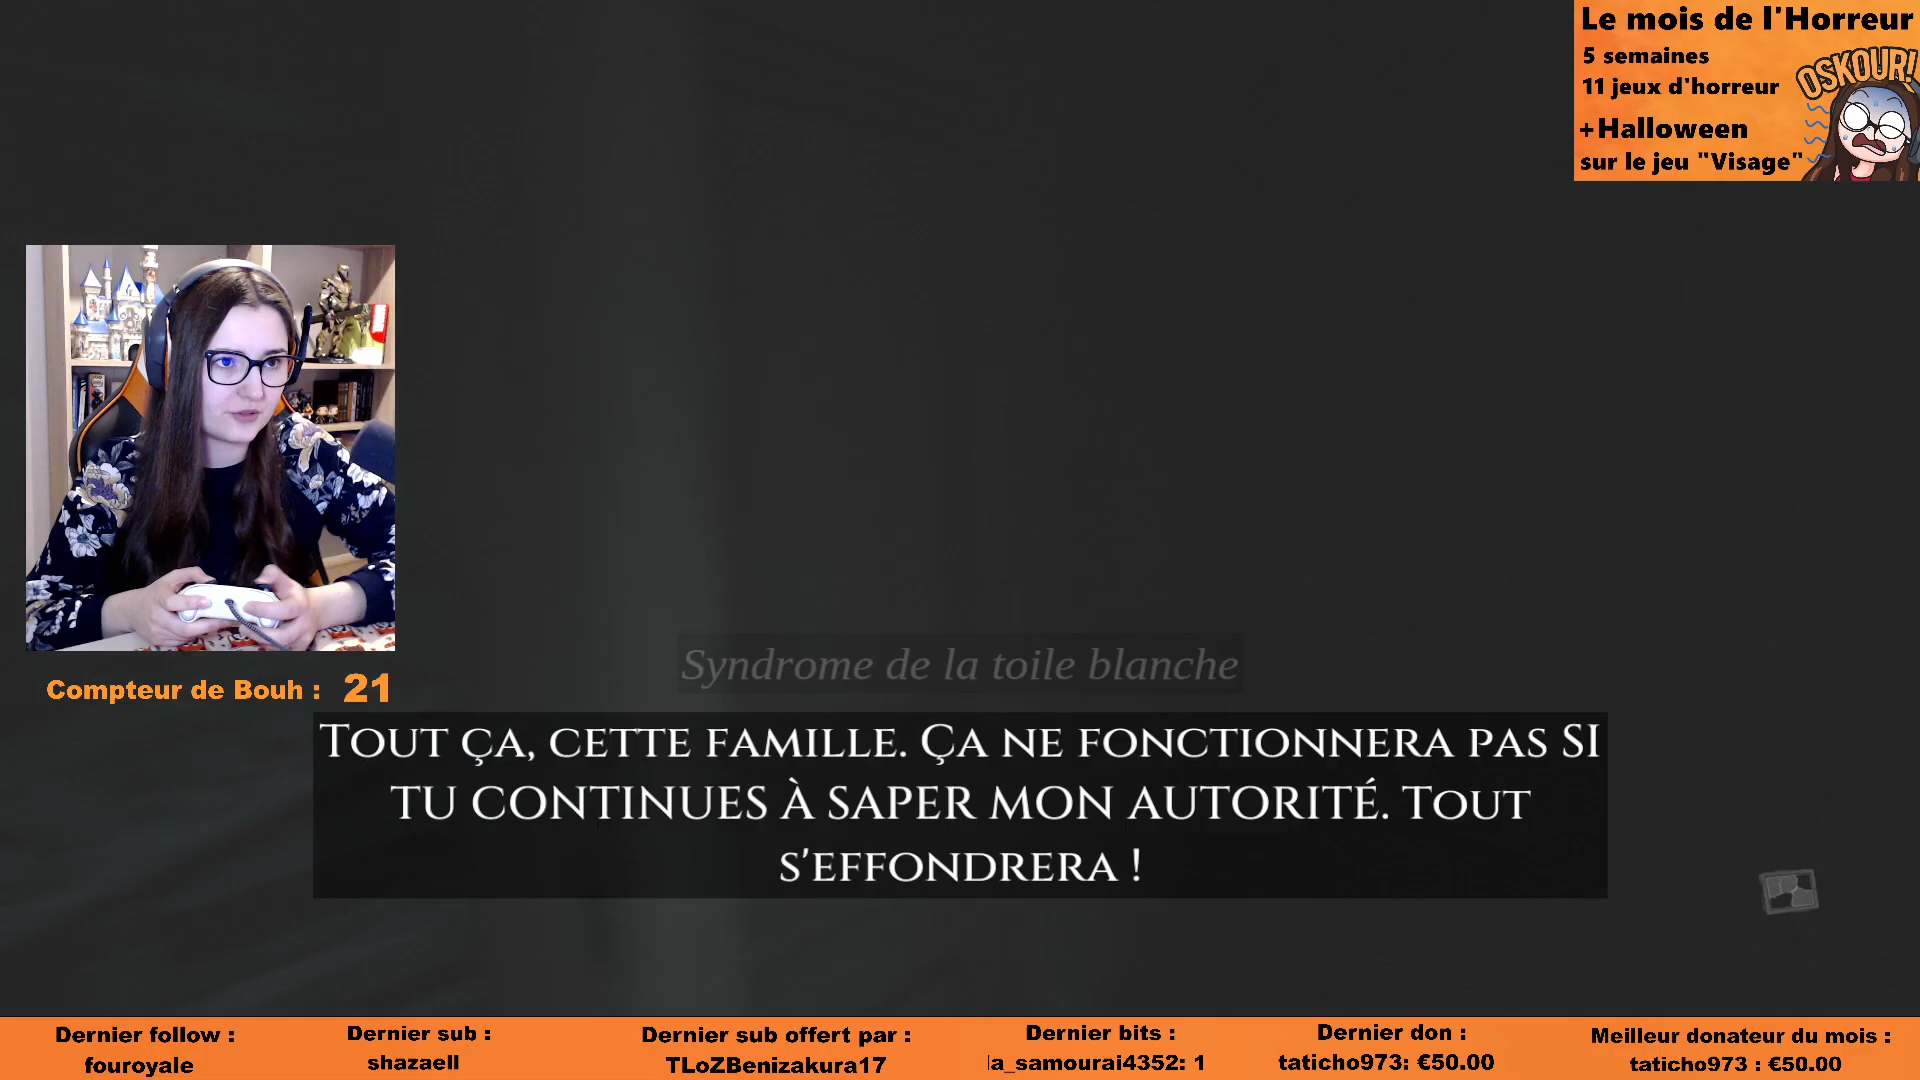 Le mois de l'Horreur
5 semaines
11 jeux d'horreur
+Halloween
sur le jeu "Visage"
OSKOUR!
Compteur de Bouh : 21
Syndrome de la toile blanche
Tout ça, cette famille. Ça ne fonctionnera pas SI
TU CONTINUES À SAPER MON AUTORITÉ. Tout
s'effondrera !
Dernier follow :
fouroyale
Dernier sub :
shazaell
Dernier sub offert par :
TLoZBenizakura17
Dernier bits :
la_samourai4352: 1
Dernier don :
taticho973: €50.00
Meilleur donateur du mois :
taticho973 : €50.00